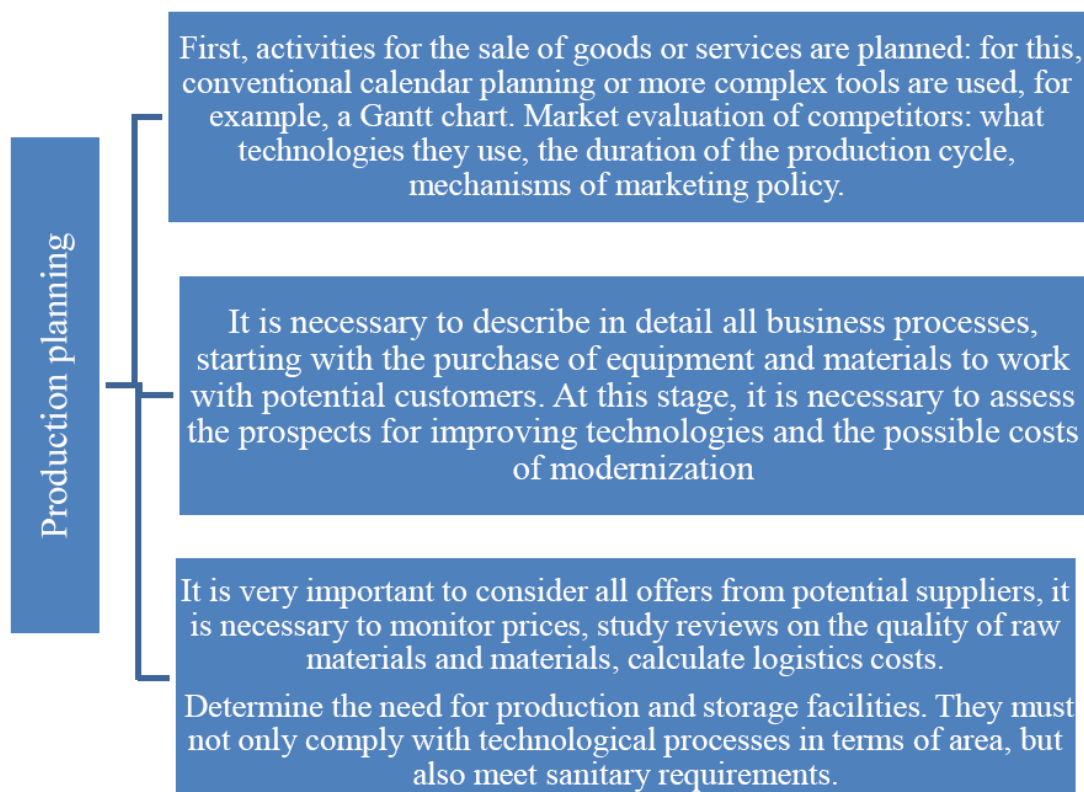 Production planning
First, activities for the sale of goods or services are planned: for this,
conventional calendar planning or more complex tools are used, for
example, a Gantt chart. Market evaluation of competitors: what
technologies they use, the duration of the production cycle,
mechanisms of marketing policy.
It is necessary to describe in detail all business processes,
starting with the purchase of equipment and materials to work
with potential customers. At this stage, it is necessary to assess
the prospects for improving technologies and the possible costs
of modernization
It is very important to consider all offers from potential suppliers, it
is necessary to monitor prices, study reviews on the quality of raw
materials and materials, calculate logistics costs.
Determine the need for production and storage facilities. They must
not only comply with technological processes in terms of area, but
also meet sanitary requirements.